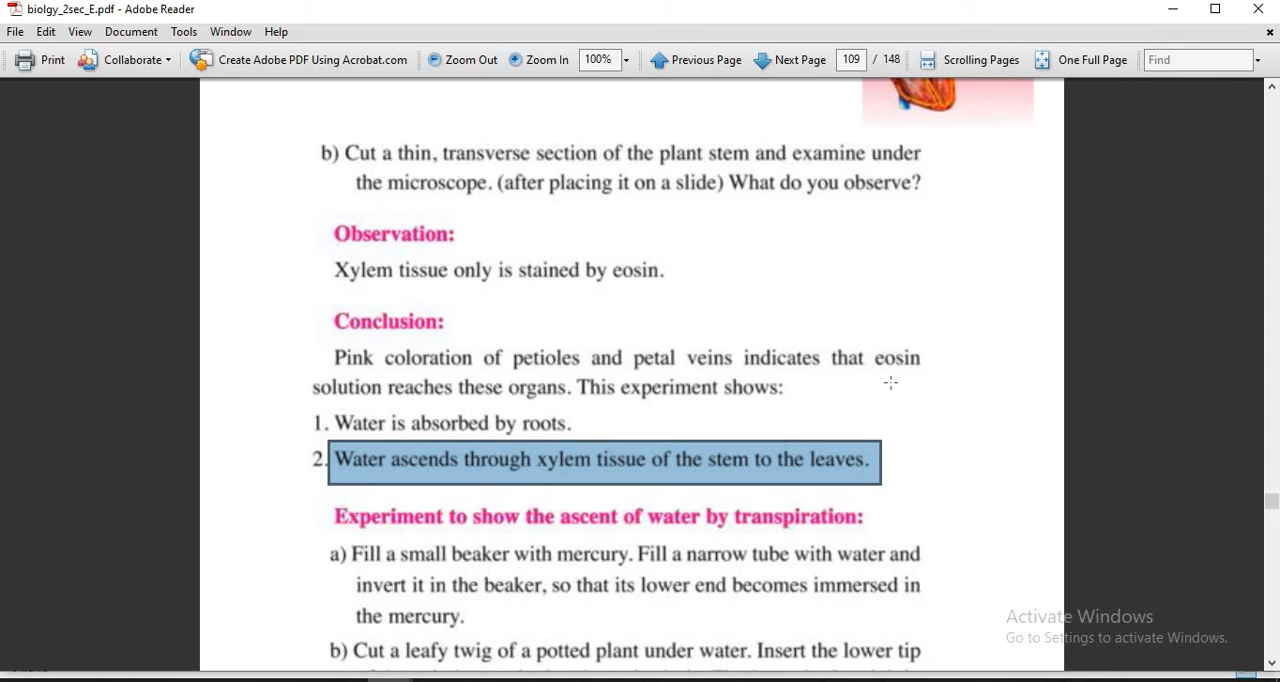 biolgy_2sec_E.pdf - Adobe Reader
File Edit View Document Tools Window Help
Print Collaborate Create Adobe PDF Using Acrobat.com Zoom Out Zoom In 100% Previous Page Next Page 109 / 148 Scrolling Pages One Full Page Find
b) Cut a thin, transverse section of the plant stem and examine under
the microscope. (after placing it on a slide) What do you observe?
Observation:
Xylem tissue only is stained by eosin.
Conclusion:
Pink coloration of petioles and petal veins indicates that eosin
solution reaches these organs. This experiment shows:
1. Water is absorbed by roots.
2. Water ascends through xylem tissue of the stem to the leaves.
Experiment to show the ascent of water by transpiration:
a) Fill a small beaker with mercury. Fill a narrow tube with water and
invert it in the beaker, so that its lower end becomes immersed in
the mercury.
b) Cut a leafy twig of a potted plant under water. Insert the lower tip
Activate Windows
Go to Settings to activate Windows.